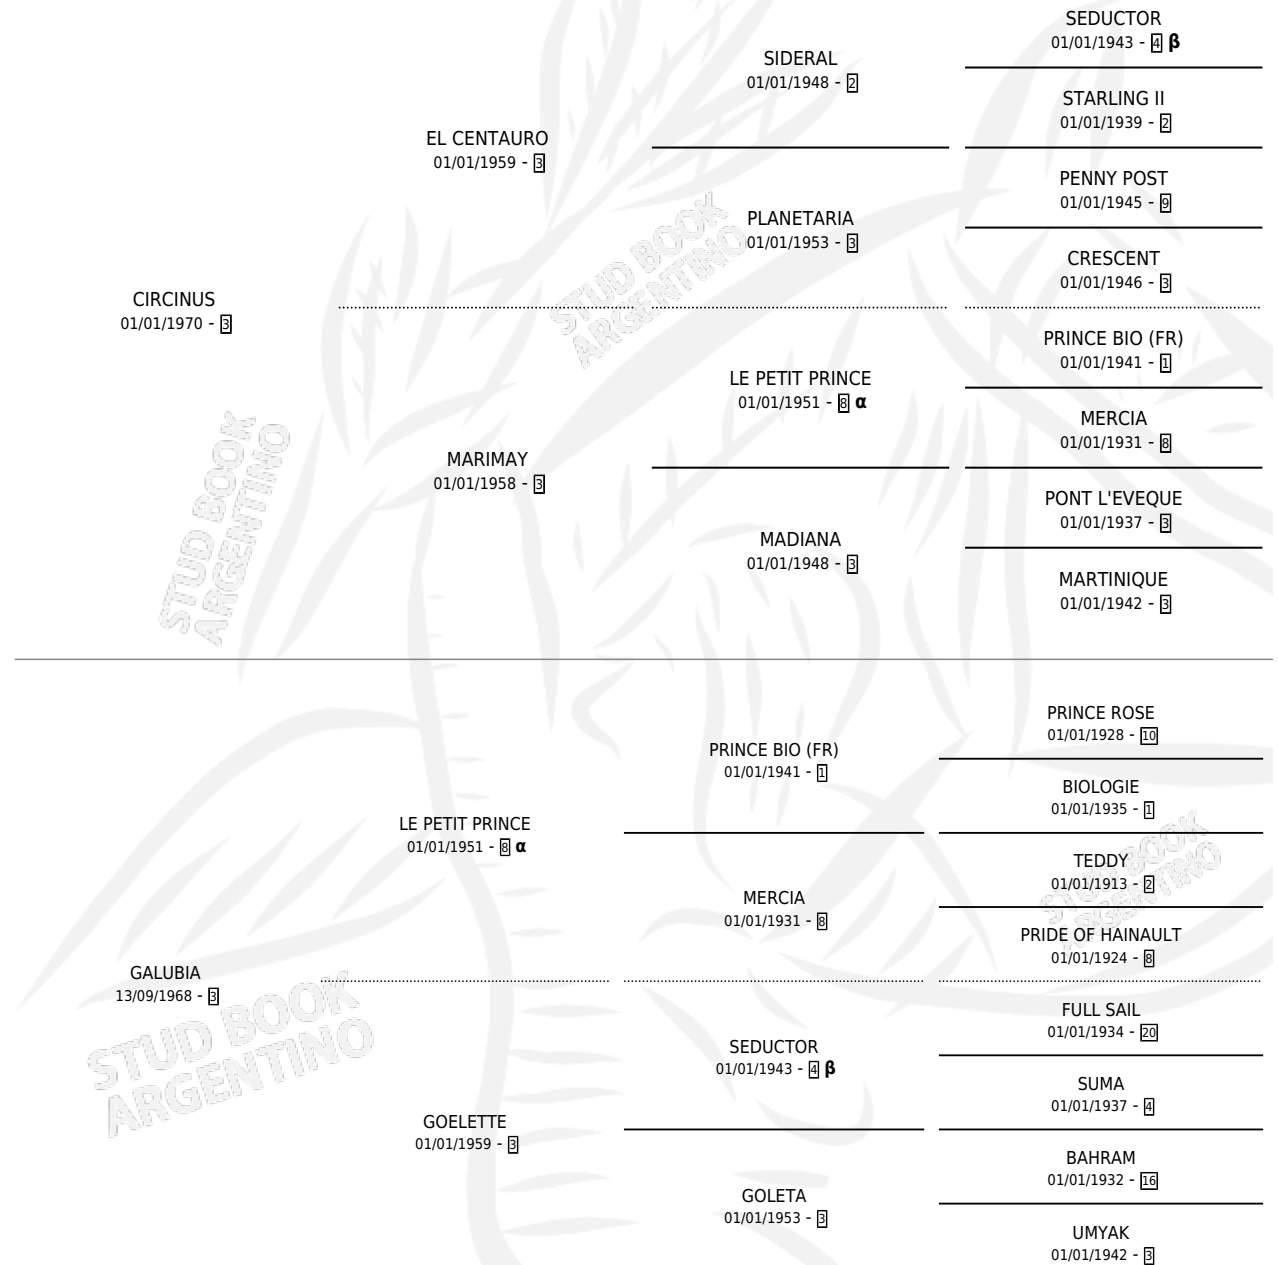 SEDUCTOR
01/01/1943 - 4 β
SIDERAL
01/01/1948 - 2
STARLING II
01/01/1939 - 2
EL CENTAURO
01/01/1959 - 3
PENNY POST
01/01/1945 - 9
PLANETARIA
01/01/1953 - 3
CRESCENT
01/01/1946 - 3
CIRCINUS
01/01/1970 - 3
PRINCE BIO (FR)
01/01/1941 - 1
LE PETIT PRINCE
01/01/1951 - 8 α
MERCIA
01/01/1931 - 8
MARIMAY
01/01/1958 - 3
PONT L'EVEQUE
01/01/1937 - 3
MADIANA
01/01/1948 - 3
MARTINIQUE
01/01/1942 - 3
PRINCE ROSE
01/01/1928 - 10
PRINCE BIO (FR)
01/01/1941 - 1
BIOLOGIE
01/01/1935 - 1
LE PETIT PRINCE
01/01/1951 - 8 α
TEDDY
01/01/1913 - 2
MERCIA
01/01/1931 - 8
PRIDE OF HAINAULT
01/01/1924 - 8
GALUBIA
13/09/1968 - 3
FULL SAIL
01/01/1934 - 20
SEDUCTOR
01/01/1943 - 4 β
SUMA
01/01/1937 - 4
GOELETTE
01/01/1959 - 3
BAHRAM
01/01/1932 - 16
GOLETA
01/01/1953 - 3
UMYAK
01/01/1942 - 3
STUD BOOK
ARGENTINO
STUD BOOK
ARGENTINO
STUD BOOK
ARGENTINO
STUD BOOK
ARGENTINO